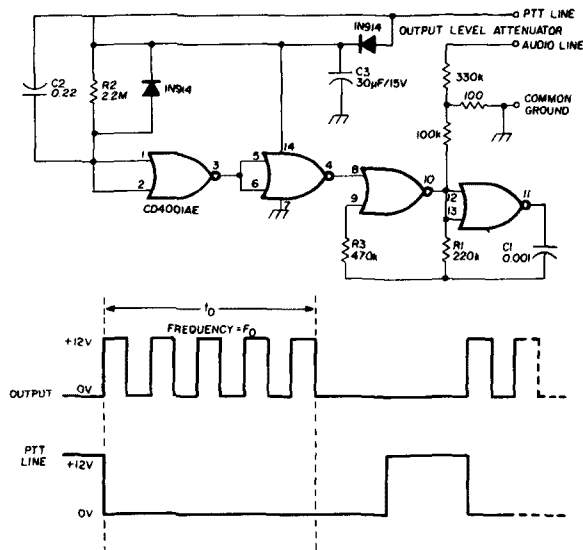 1N914
PTT LINE
OUTPUT LEVEL ATTENUATOR
AUDIO LINE
C2
0.22
R2
2.2M
1N914
C3
30µF/15V
330k
100
COMMON
GROUND
100k
1
2
3
CD4001AE
5
6
14
4
7
8
9
10
12
13
11
R3
470k
R1
220k
C1
0.001
t0
FREQUENCY = F0
+12V
OUTPUT
0V
PTT
LINE
+12V
0V